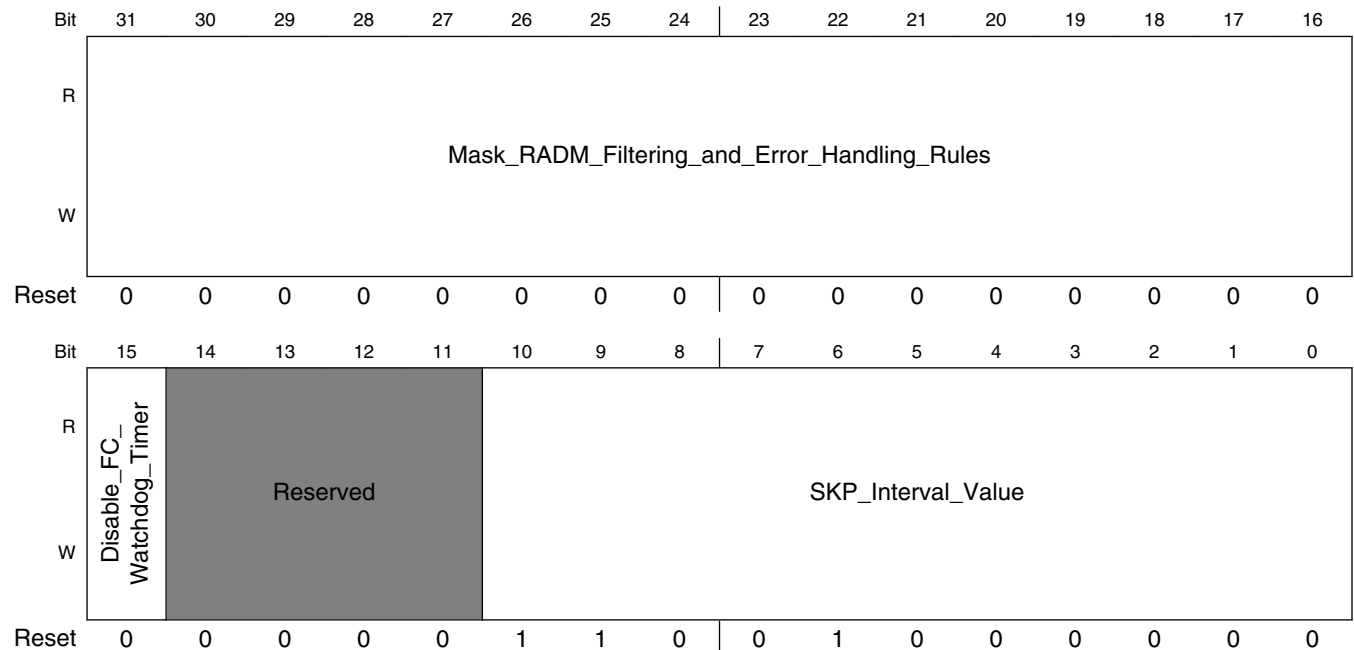 Bit 31 30 29 28 27 26 25 24 23 22 21 20 19 18 17 16
R
Mask_RADM_Filtering_and_Error_Handling_Rules
W
Reset 0 0 0 0 0 0 0 0 0 0 0 0 0 0 0 0
Bit 15 14 13 12 11 10 9 8 7 6 5 4 3 2 1 0
R
Disable_FC_
Watchdog_Timer
Reserved
SKP_Interval_Value
W
Reset 0 0 0 0 0 1 1 0 0 1 0 0 0 0 0 0